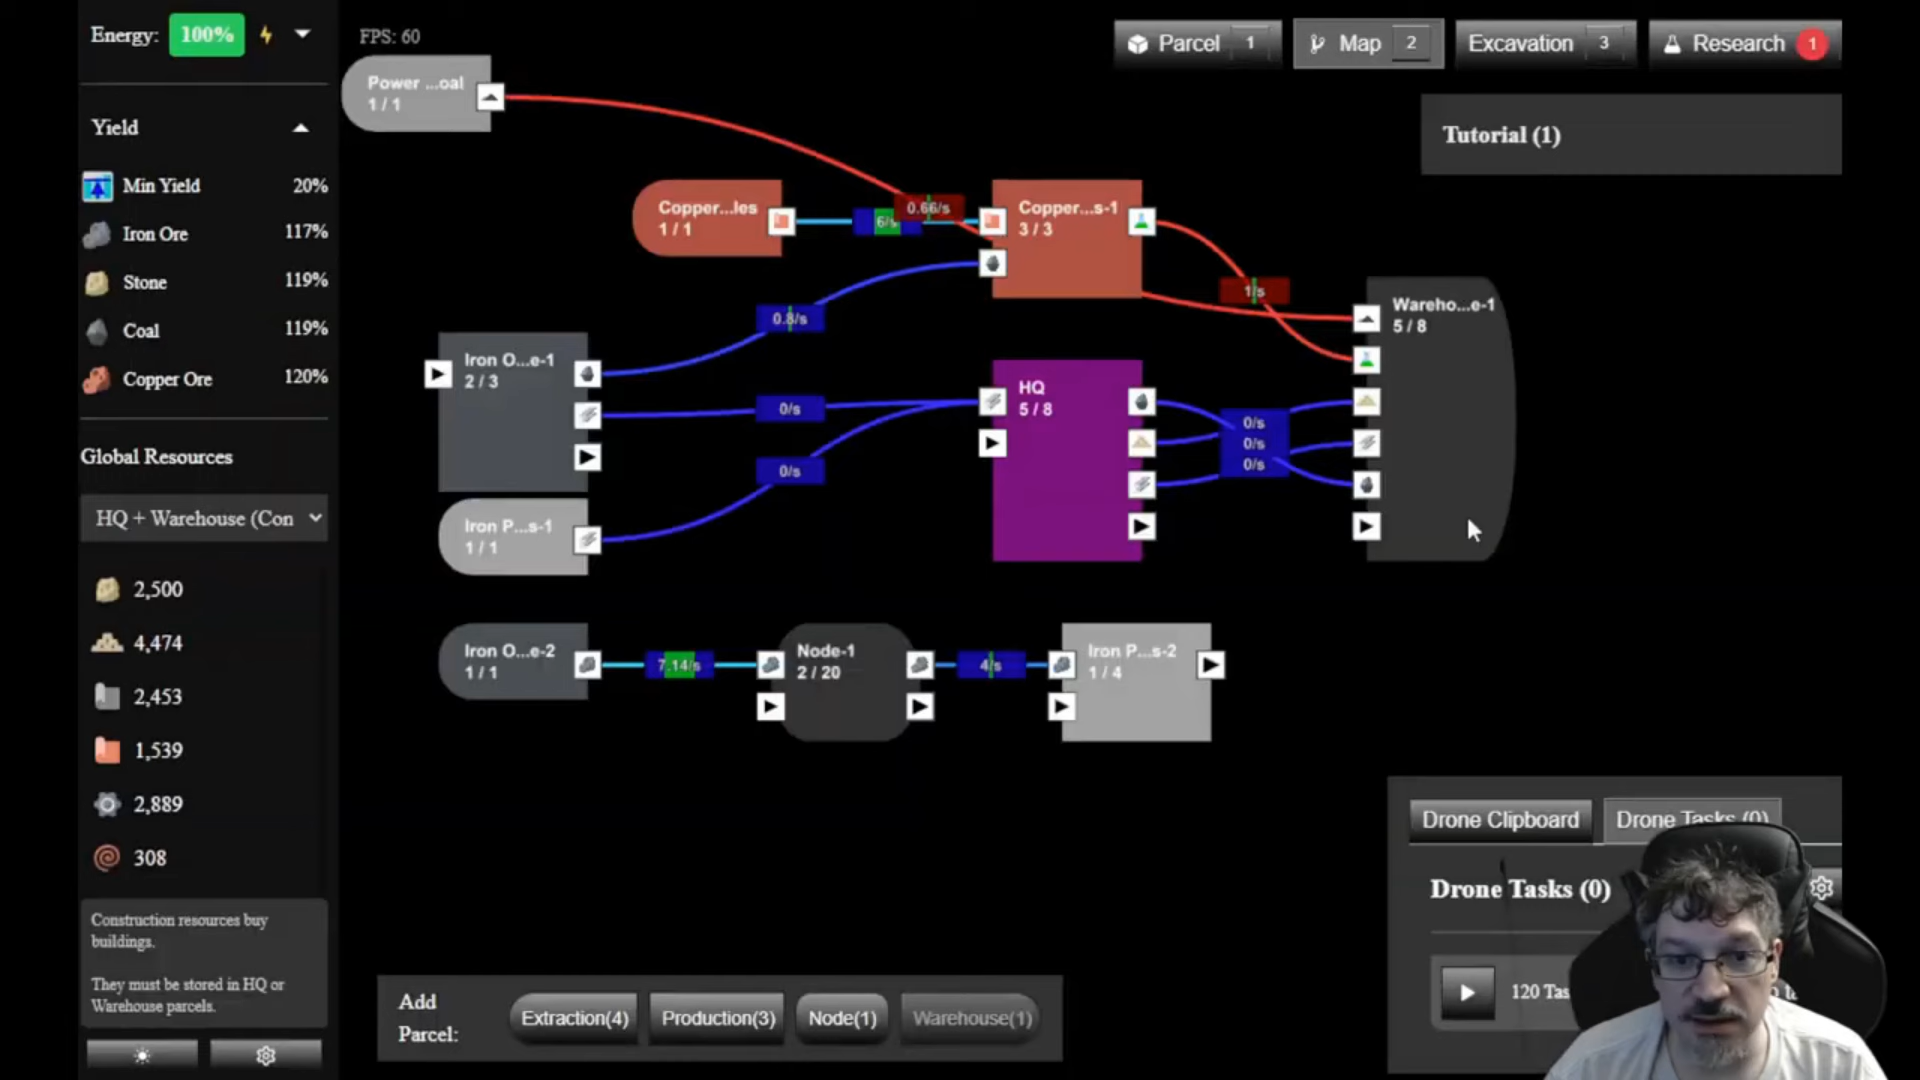 Energy: 100%
FPS: 60
Parcel 1
Map 2
Excavation 3
Research 1
Tutorial (1)
Yield
Min Yield 20%
Iron Ore 117%
Stone 119%
Coal 119%
Copper Ore 120%
Global Resources
HQ + Warehouse (Con
2,500
4,474
2,453
1,539
2,889
308
Construction resources buy
buildings.
They must be stored in HQ or
Warehouse parcels.
Power ...oal
1 / 1
Copper...les
1 / 1
6/s
0.66/s
Copper...s-1
3 / 3
0.8/s
1/s
Wareho...e-1
5 / 8
Iron O...e-1
2 / 3
0/s
HQ
5 / 8
0/s
0/s
0/s
0/s
Iron P...s-1
1 / 1
Iron O...e-2
1 / 1
7.14/s
Node-1
2 / 20
4/s
Iron P...s-2
1 / 4
Add
Parcel:
Extraction(4)
Production(3)
Node(1)
Warehouse(1)
Drone Clipboard
Drone Tasks (0)
Drone Tasks (0)
120 Tas